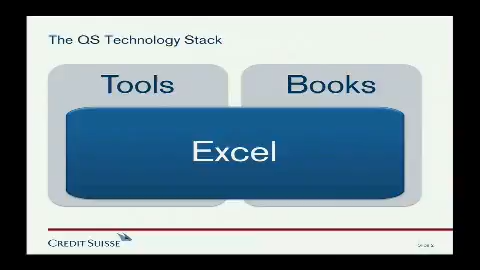 The QS Technology Stack
Tools
Books
Excel
CREDIT SUISSE